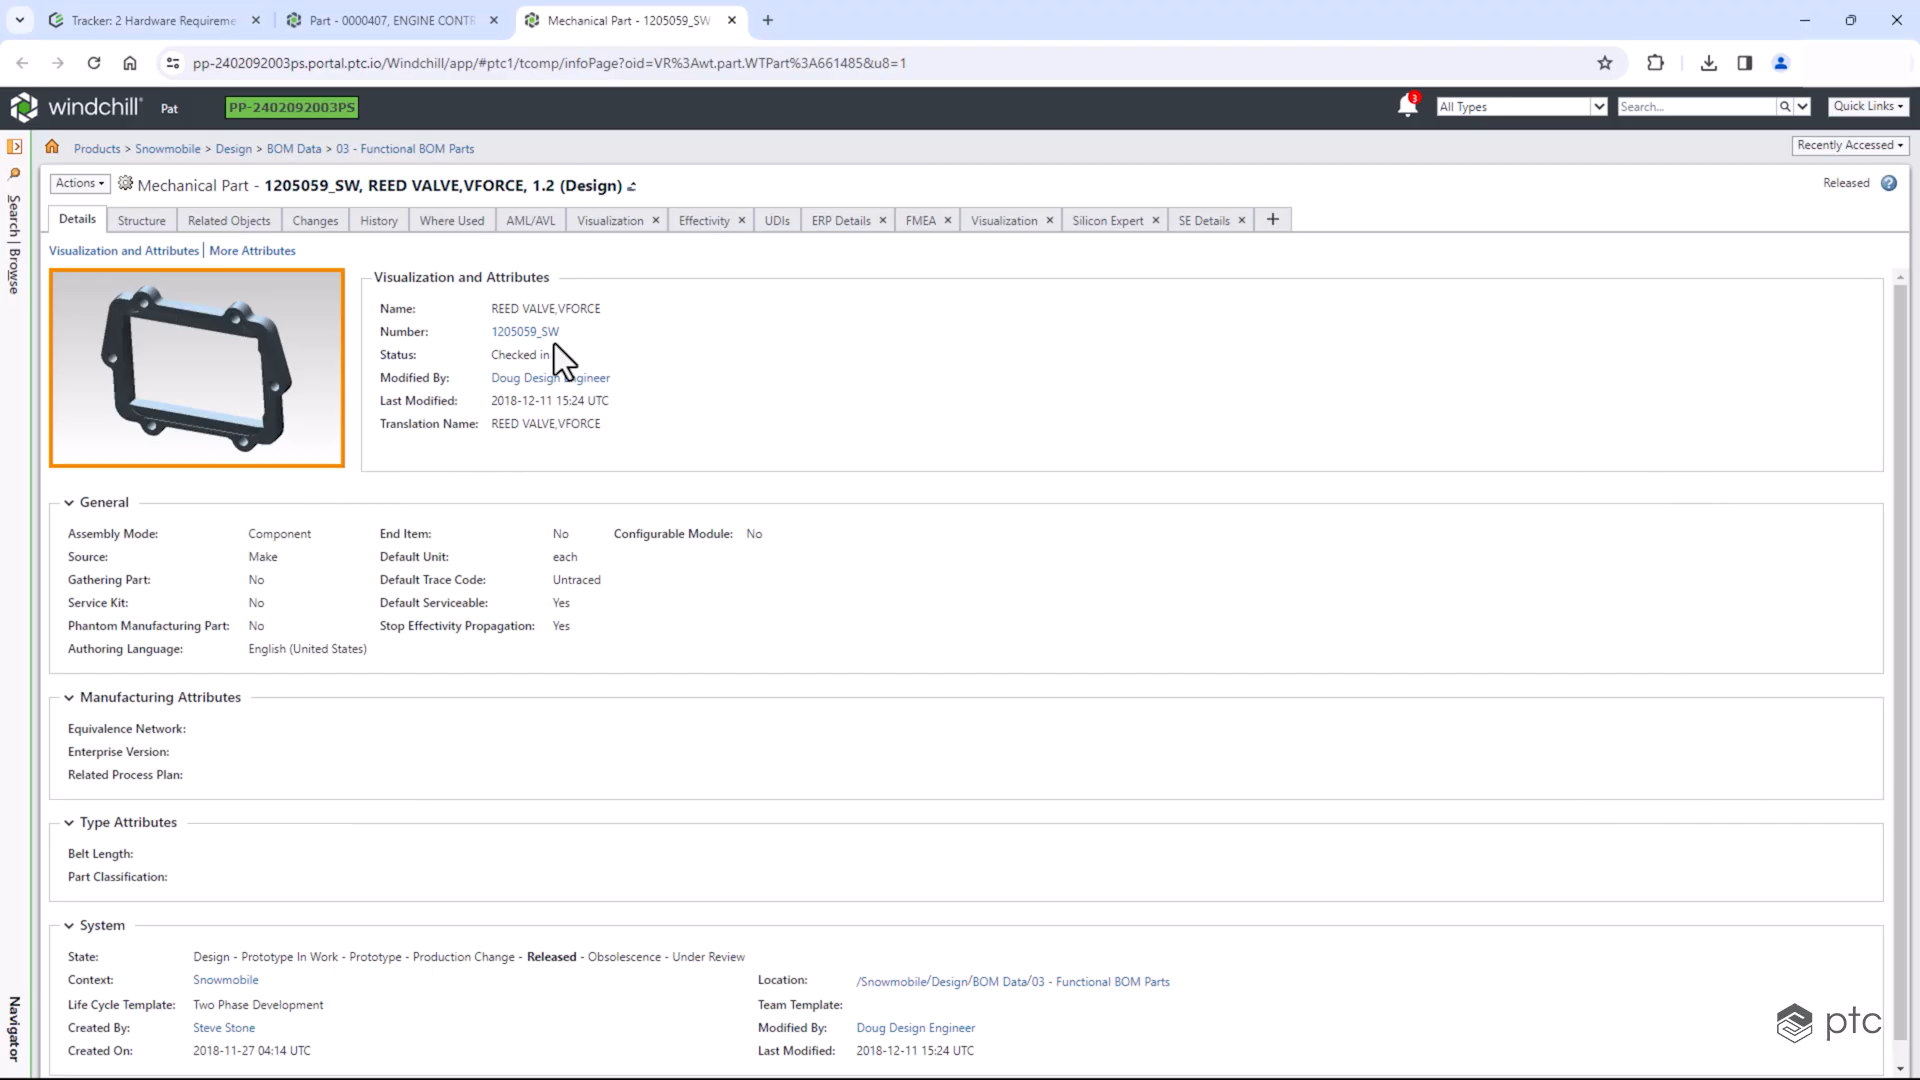 Tracker: 2 Hardware Requireme
Part - 0000407, ENGINE CONTR
Mechanical Part - 1205059_SW
pp-2402092003ps.portal.ptc.io/Windchill/app/#ptc1/tcomp/infoPage?oid=VR%3Awt.part.WTPart%3A661485&u8=1
windchill Pat PP-2402092003PS 3 All Types Search... Quick Links
Products > Snowmobile > Design > BOM Data > 03 - Functional BOM Parts Recently Accessed
Actions Mechanical Part - 1205059_SW, REED VALVE,VFORCE, 1.2 (Design) Released
Details Structure Related Objects Changes History Where Used AML/AVL Visualization Effectivity UDIs ERP Details FMEA Visualization Silicon Expert SE Details +
Search | Browse
Visualization and Attributes | More Attributes
Visualization and Attributes
Name: REED VALVE,VFORCE
Number: 1205059_SW
Status: Checked in
Modified By: Doug Design Engineer
Last Modified: 2018-12-11 15:24 UTC
Translation Name: REED VALVE,VFORCE
General
Assembly Mode: Component End Item: No Configurable Module: No
Source: Make Default Unit: each
Gathering Part: No Default Trace Code: Untraced
Service Kit: No Default Serviceable: Yes
Phantom Manufacturing Part: No Stop Effectivity Propagation: Yes
Authoring Language: English (United States)
Manufacturing Attributes
Equivalence Network:
Enterprise Version:
Related Process Plan:
Type Attributes
Belt Length:
Part Classification:
System
State: Design - Prototype In Work - Prototype - Production Change - Released - Obsolescence - Under Review
Context: Snowmobile Location: /Snowmobile/Design/BOM Data/03 - Functional BOM Parts
Life Cycle Template: Two Phase Development Team Template:
Created By: Steve Stone Modified By: Doug Design Engineer
Created On: 2018-11-27 04:14 UTC Last Modified: 2018-12-11 15:24 UTC
Navigator
ptc